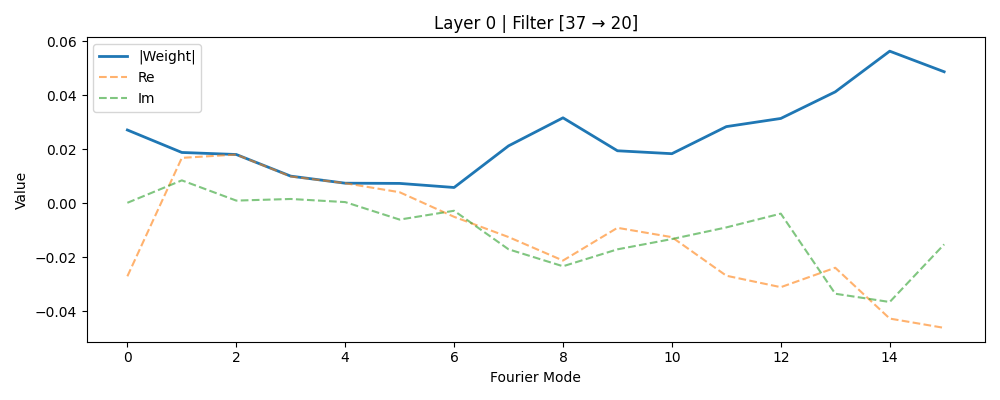 Layer 0 | Filter [37 → 20]
|Weight|
Re
Im
0.06
0.04
0.02
0.00
−0.02
−0.04
Value
0 2 4 6 8 10 12 14
Fourier Mode